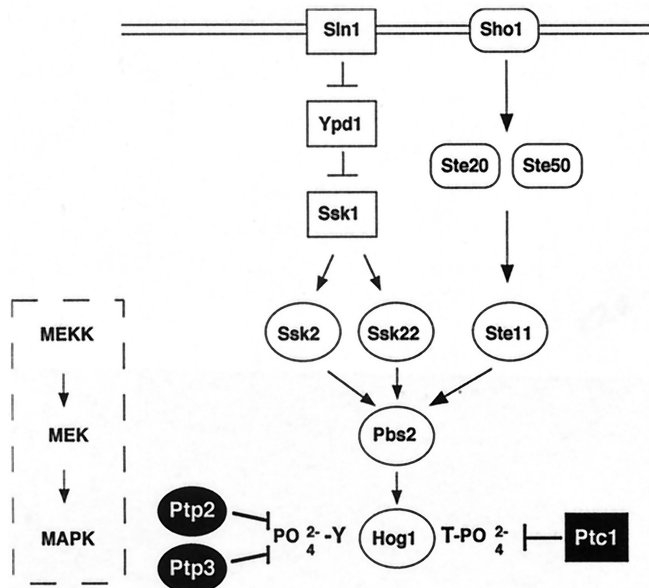 Sln1
Sho1
Ypd1
Ste20
Ste50
Ssk1
MEKK
Ssk2
Ssk22
Ste11
MEK
Pbs2
MAPK
Ptp2
PO 2- 4 -Y
Hog1
T-PO 2- 4
Ptc1
Ptp3